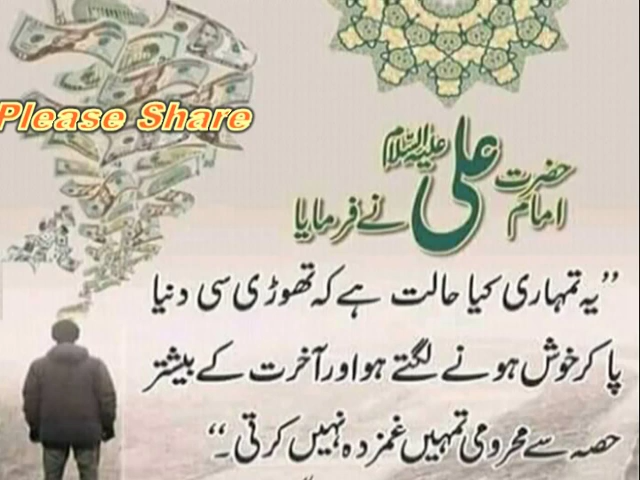 Please Share
حضرت امام علی علیہ السلام نے فرمایا
”یہ تمہاری کیا حالت ہے کہ تھوڑی سی دنیا
پا کر خوش ہونے لگتے ہو اور آخرت کے بیشتر
حصہ سے محرومی تمہیں غمزدہ نہیں کرتی۔“